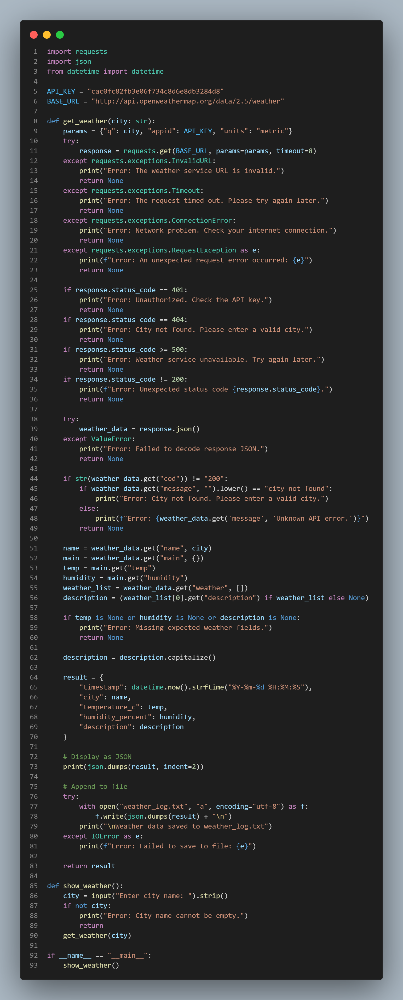 1 import requests
2 import json
3 from datetime import datetime
4
5 API_KEY = "cac0fc82fb3e06f734c8d6e8db3284d8"
6 BASE_URL = "http://api.openweathermap.org/data/2.5/weather"
7
8 def get_weather(city: str):
9     params = {"q": city, "appid": API_KEY, "units": "metric"}
10     try:
11         response = requests.get(BASE_URL, params=params, timeout=8)
12     except requests.exceptions.InvalidURL:
13         print("Error: The weather service URL is invalid.")
14         return None
15     except requests.exceptions.Timeout:
16         print("Error: The request timed out. Please try again later.")
17         return None
18     except requests.exceptions.ConnectionError:
19         print("Error: Network problem. Check your internet connection.")
20         return None
21     except requests.exceptions.RequestException as e:
22         print(f"Error: An unexpected request error occurred: {e}")
23         return None
24
25     if response.status_code == 401:
26         print("Error: Unauthorized. Check the API key.")
27         return None
28     if response.status_code == 404:
29         print("Error: City not found. Please enter a valid city.")
30         return None
31     if response.status_code >= 500:
32         print("Error: Weather service unavailable. Try again later.")
33         return None
34     if response.status_code != 200:
35         print(f"Error: Unexpected status code {response.status_code}.")
36         return None
37
38     try:
39         weather_data = response.json()
40     except ValueError:
41         print("Error: Failed to decode response JSON.")
42         return None
43
44     if str(weather_data.get("cod")) != "200":
45         if weather_data.get("message", "").lower() == "city not found":
46             print("Error: City not found. Please enter a valid city.")
47         else:
48             print(f"Error: {weather_data.get('message', 'Unknown API error.')}")
49         return None
50
51     name = weather_data.get("name", city)
52     main = weather_data.get("main", {})
53     temp = main.get("temp")
54     humidity = main.get("humidity")
55     weather_list = weather_data.get("weather", [])
56     description = (weather_list[0].get("description") if weather_list else None)
57
58     if temp is None or humidity is None or description is None:
59         print("Error: Missing expected weather fields.")
60         return None
61
62     description = description.capitalize()
63
64     result = {
65         "timestamp": datetime.now().strftime("%Y-%m-%d %H:%M:%S"),
66         "city": name,
67         "temperature_c": temp,
68         "humidity_percent": humidity,
69         "description": description
70     }
71
72     # Display as JSON
73     print(json.dumps(result, indent=2))
74
75     # Append to file
76     try:
77         with open("weather_log.txt", "a", encoding="utf-8") as f:
78             f.write(json.dumps(result) + "\n")
79         print("\nWeather data saved to weather_log.txt")
80     except IOError as e:
81         print(f"Error: Failed to save to file: {e}")
82
83     return result
84
85 def show_weather():
86     city = input("Enter city name: ").strip()
87     if not city:
88         print("Error: City name cannot be empty.")
89         return
90     get_weather(city)
91
92 if __name__ == "__main__":
93     show_weather()